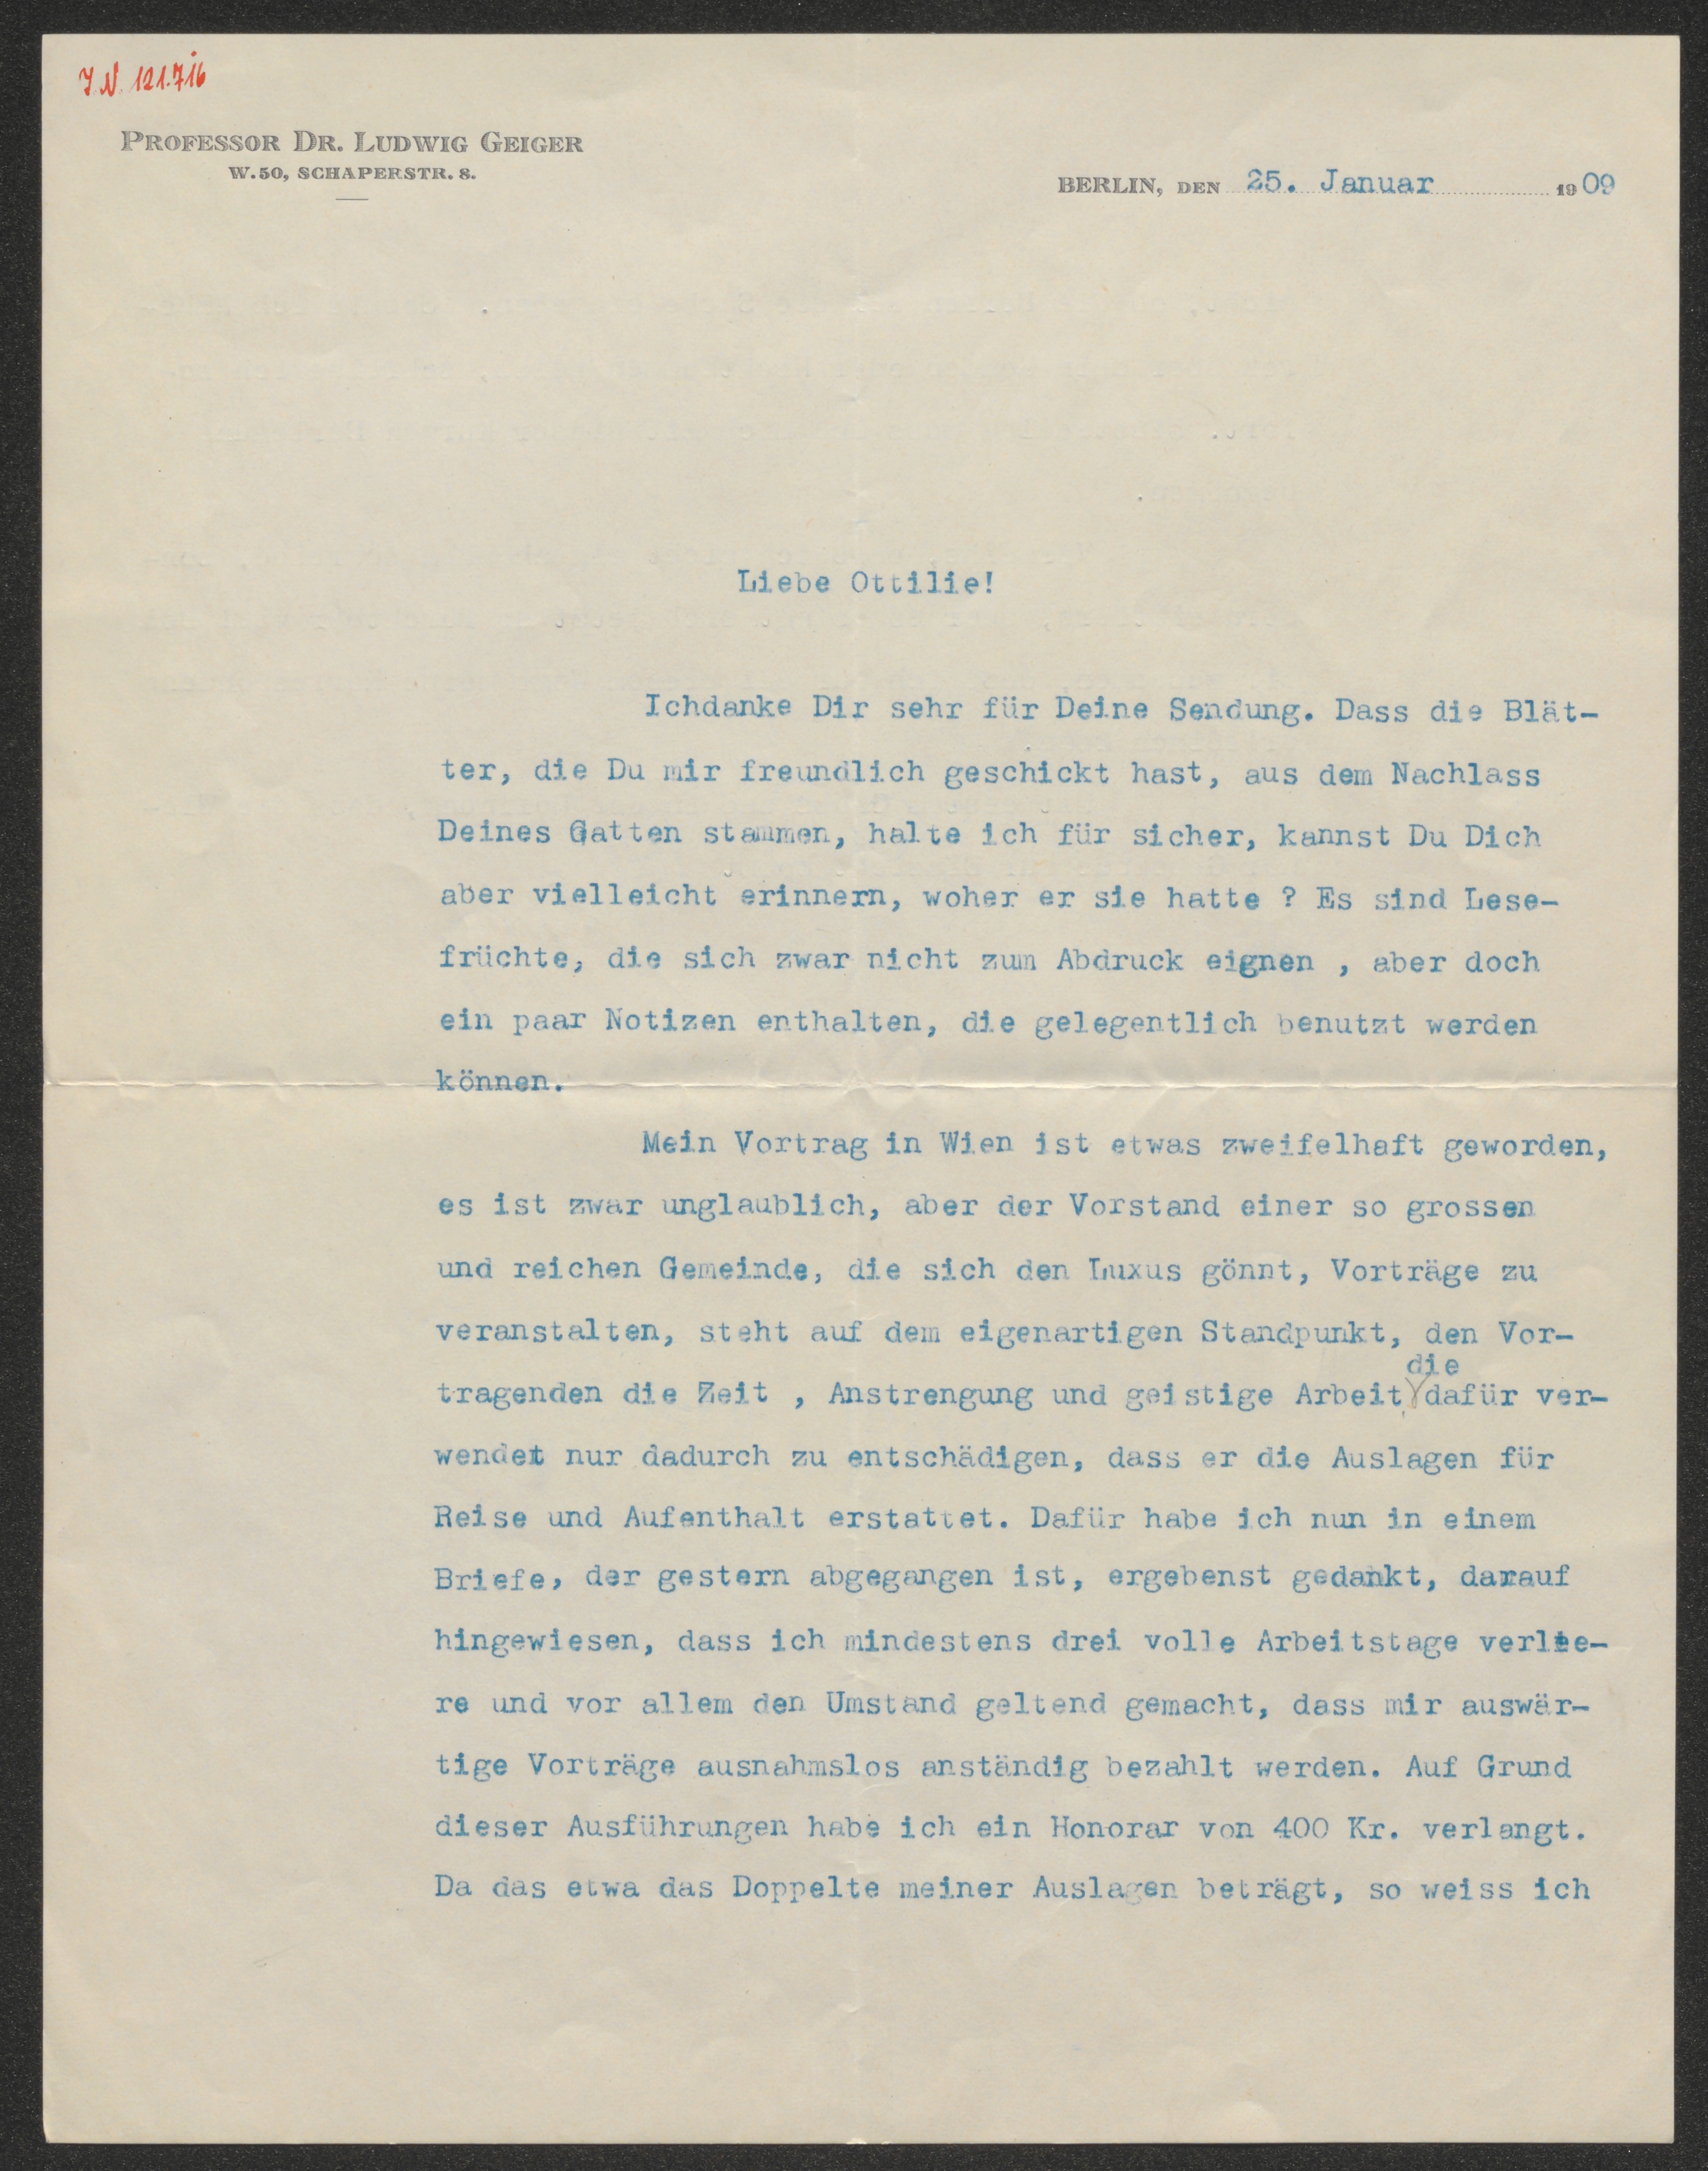 J.N. 121.716
PROFESSOR DR. LUDWIG GEIGER
W.50, SCHAPERSTR. 8.
BERLIN, DEN 25. Januar 1909
Liebe Ottilie!
Ichdanke Dir sehr für Deine Sendung. Dass die Blät-
ter, die Du mir freundlich geschickt hast, aus dem Nachlass
Deines Gatten stammen, halte ich für sicher, kannst Du Dich
aber vielleicht erinnern, woher er sie hatte ? Es sind Lese-
früchte, die sich zwar nicht zum Abdruck eignen , aber doch
ein paar Notizen enthalten, die gelegentlich benutzt werden
können.
Mein Vortrag in Wien ist etwas zweifelhaft geworden,
es ist zwar unglaublich, aber der Vorstand einer so grossen
und reichen Gemeinde, die sich den Luxus gönnt, Vorträge zu
veranstalten, steht auf dem eigenartigen Standpunkt, den Vor-
die
tragenden die Zeit , Anstrengung und geistige Arbeit dafür ver-
wendet nur dadurch zu entschädigen, dass er die Auslagen für
Reise und Aufenthalt erstattet. Dafür habe ich nun in einem
Briefe, der gestern abgegangen ist, ergebenst gedankt, darauf
hingewiesen, dass ich mindestens drei volle Arbeitstage verlie-
re und vor allem den Umstand geltend gemacht, dass mir auswär-
tige Vorträge ausnahmslos anständig bezahlt werden. Auf Grund
dieser Ausführungen habe ich ein Honorar von 400 Kr. verlangt.
Da das etwa das Doppelte meiner Auslagen beträgt, so weiss ich